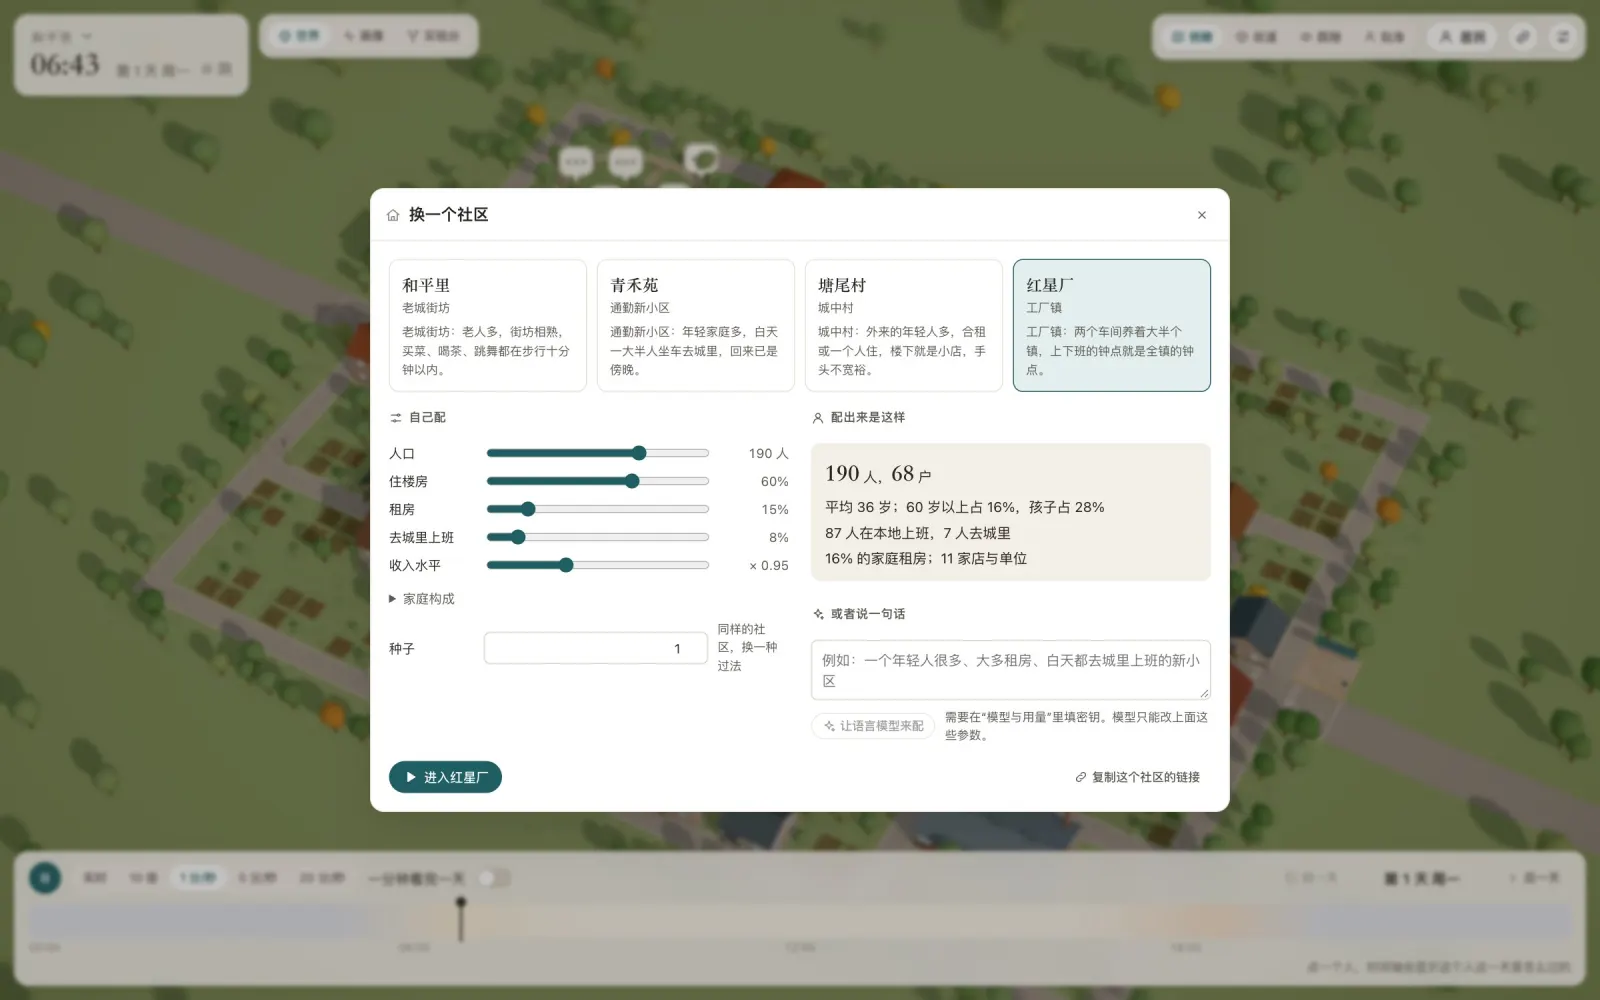 和平里
06:43
第 1 天 周一
换一个社区
和平里
老城街坊
老城街坊：老人多，街坊相熟，
买菜、喝茶、跳舞都在步行十分
钟以内。
青禾苑
通勤新小区
通勤新小区：年轻家庭多，白天
一大半人坐车去城里，回来已是
傍晚。
塘尾村
城中村
城中村：外来的年轻人多，合租
或一个人住，楼下就是小店，手
头不宽裕。
红星厂
工厂镇
工厂镇：两个车间养着大半个
镇，上下班的钟点就是全镇的钟
点。
自己配
人口
190 人
住楼房
60%
租房
15%
去城里上班
8%
收入水平
× 0.95
家庭构成
种子
1
同样的社
区，换一种
过法
配出来是这样
190 人，68 户
平均 36 岁；60 岁以上占 16%，孩子占 28%
87 人在本地上班，7 人去城里
16% 的家庭租房；11 家店与单位
或者说一句话
例如：一个年轻人很多、大多租房、白天都去城里上班的新小
区
让语言模型来配
需要在“模型与用量”里填密钥。模型只能改上面这
些参数。
进入红星厂
复制这个社区的链接
第 1 天 周一